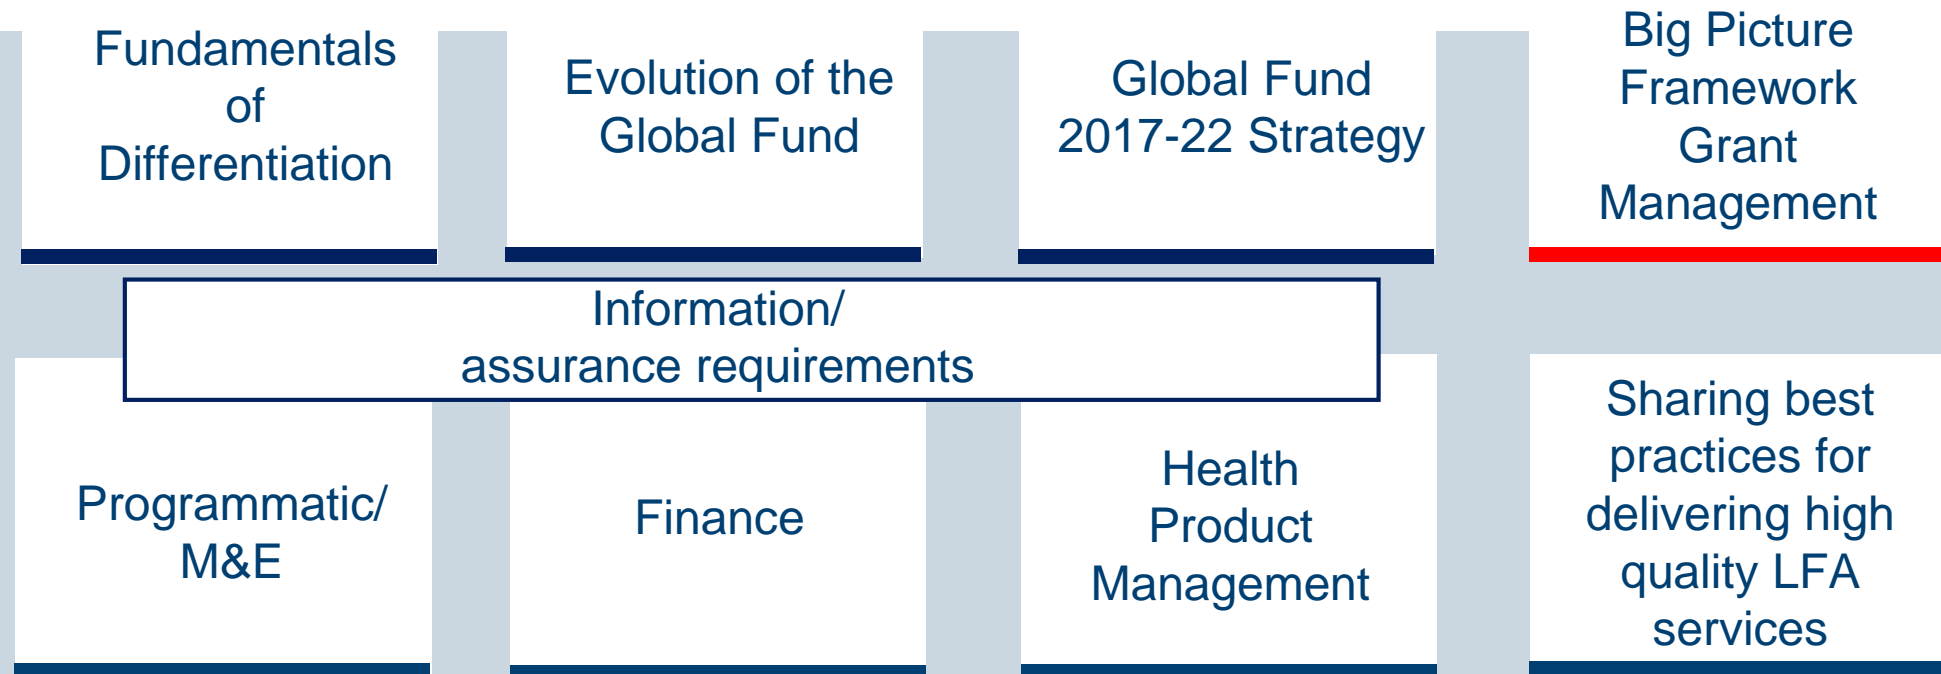 Fundamentals
of
Differentiation
Evolution of the
Global Fund
Global Fund
2017-22 Strategy
Big Picture
Framework
Grant
Management
Information/
assurance requirements
Programmatic/
M&E
Finance
Health
Product
Management
Sharing best
practices for
delivering high
quality LFA
services